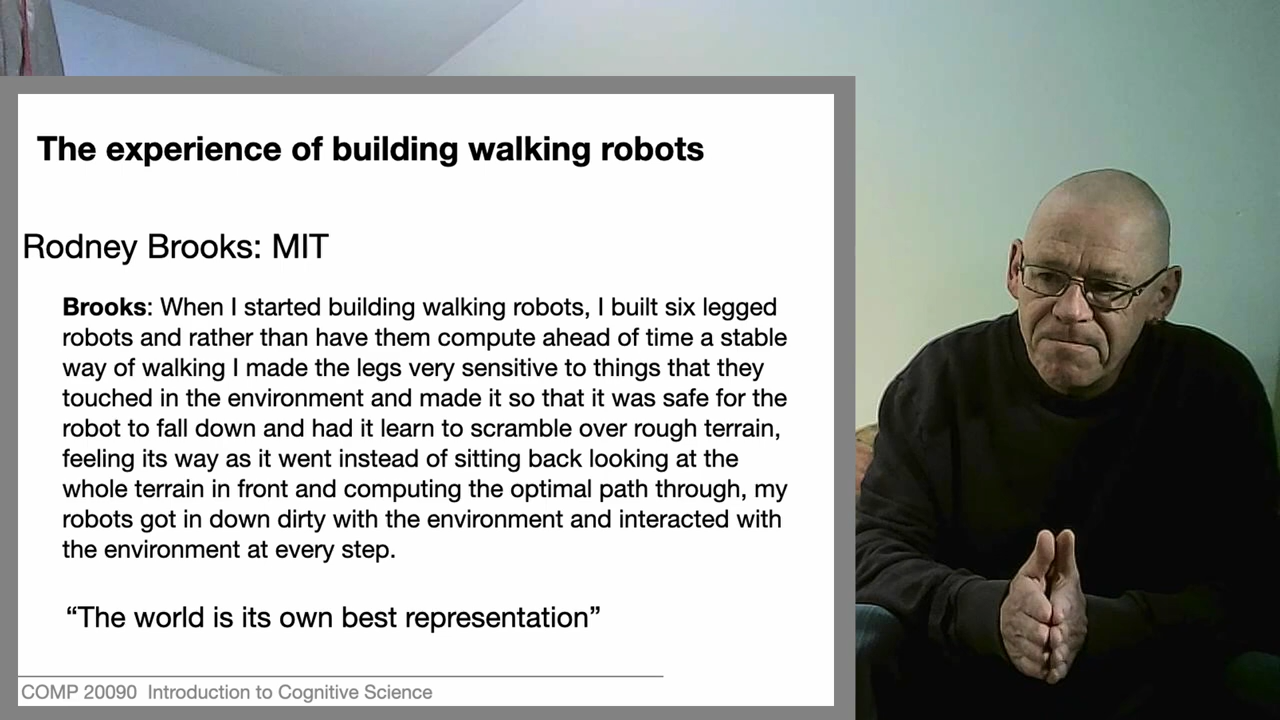 The experience of building walking robots
Rodney Brooks: MIT
Brooks: When I started building walking robots, I built six legged
robots and rather than have them compute ahead of time a stable
way of walking I made the legs very sensitive to things that they
touched in the environment and made it so that it was safe for the
robot to fall down and had it learn to scramble over rough terrain,
feeling its way as it went instead of sitting back looking at the
whole terrain in front and computing the optimal path through, my
robots got in down dirty with the environment and interacted with
the environment at every step.
“The world is its own best representation”
COMP 20090 Introduction to Cognitive Science